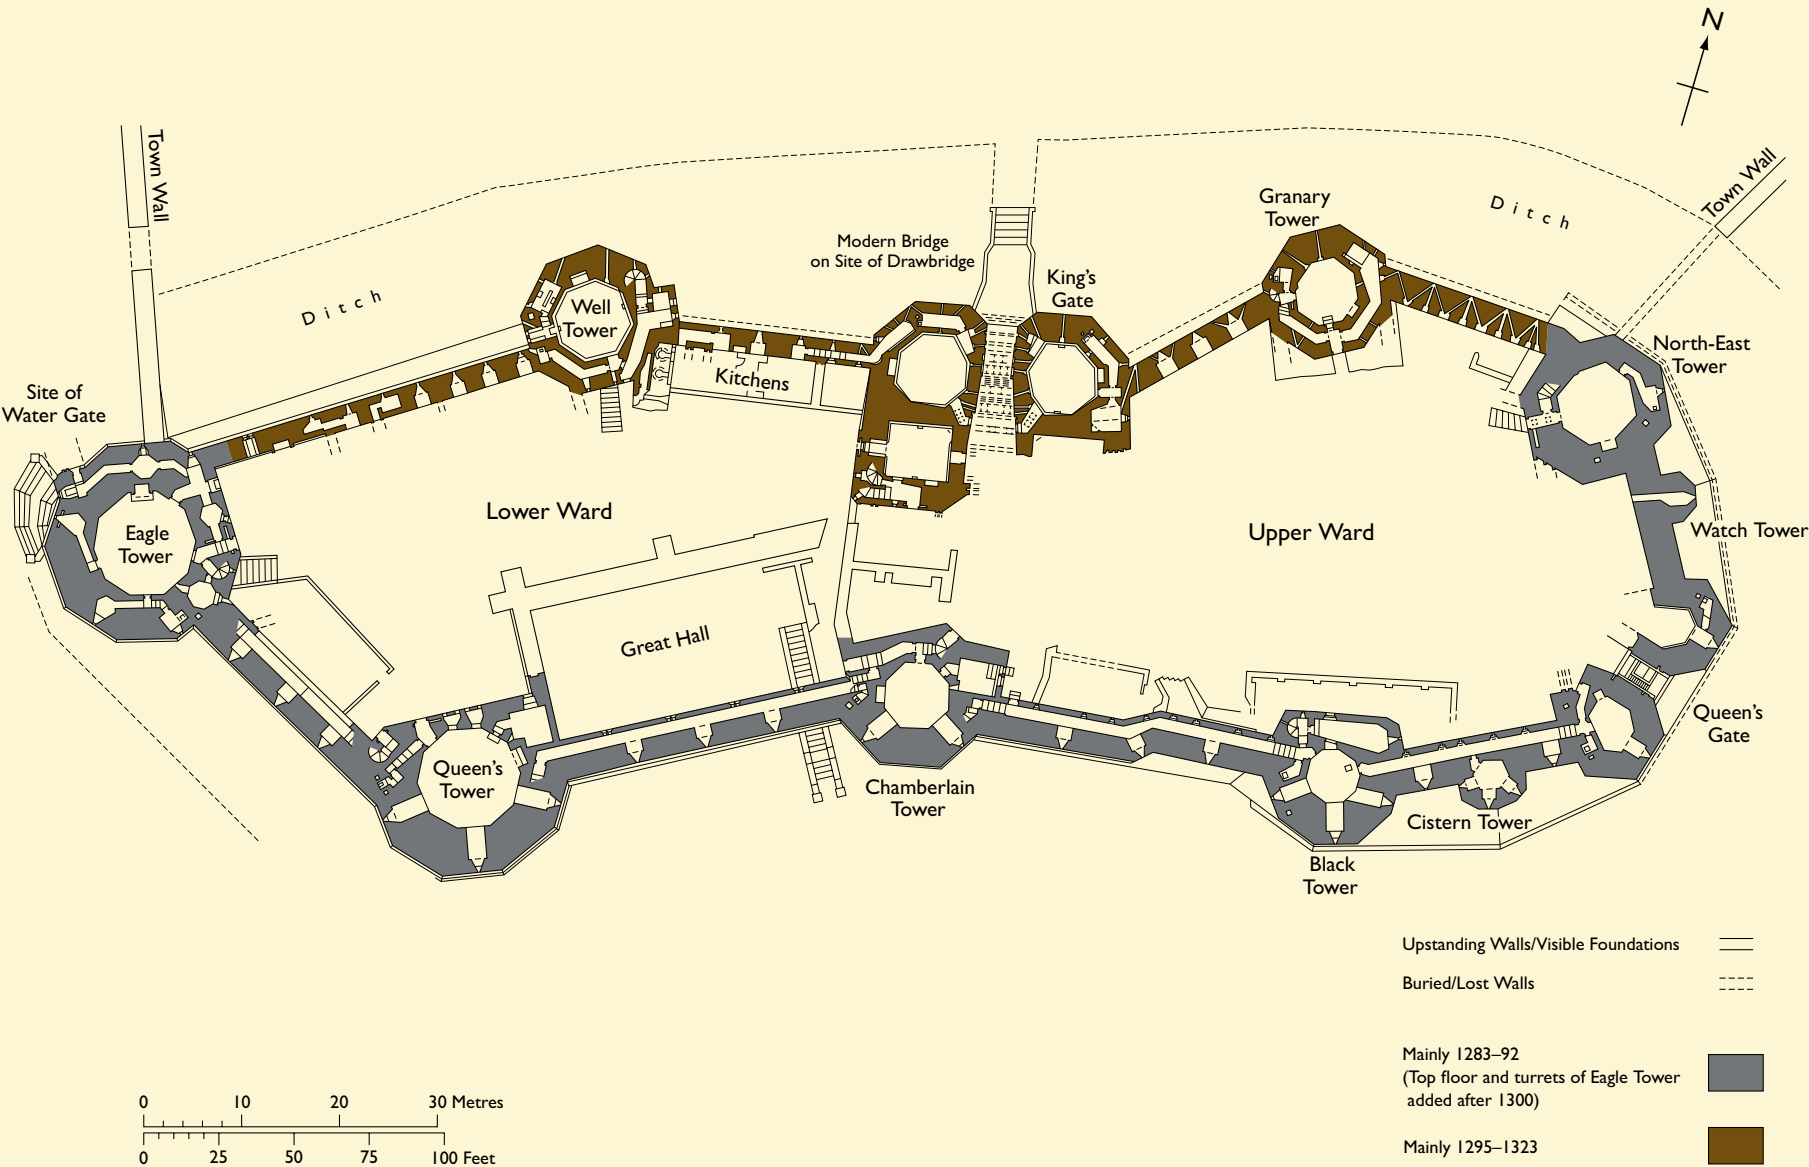 N
Town Wall
Town Wall
Granary
Tower
Ditch
Modern Bridge
on Site of Drawbridge
King's
Gate
Ditch
Well
Tower
North-East
Tower
Kitchens
Site of
Water Gate
Lower Ward
Upper Ward
Watch Tower
Eagle
Tower
Great Hall
Queen's
Gate
Queen's
Tower
Chamberlain
Tower
Cistern Tower
Black
Tower
Upstanding Walls/Visible Foundations
Buried/Lost Walls
Mainly 1283–92
(Top floor and turrets of Eagle Tower
added after 1300)
Mainly 1295–1323
0 10 20 30 Metres
0 25 50 75 100 Feet